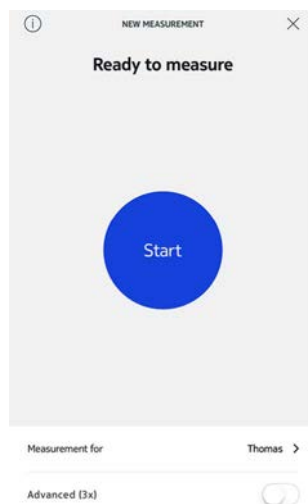 NEW MEASUREMENT
Ready to measure
Start
Measurement for Thomas
Advanced (3x)